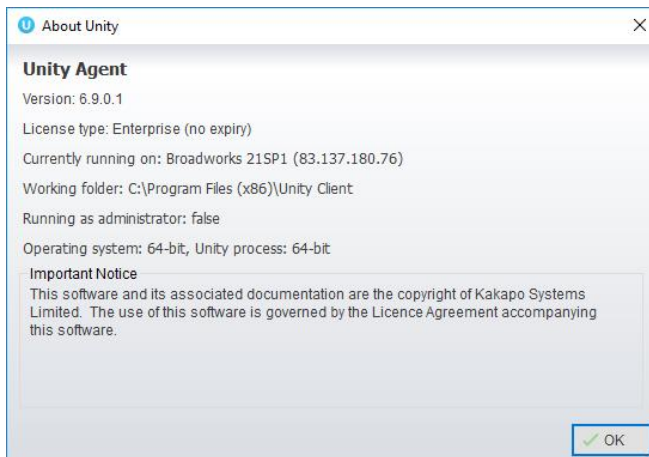 About Unity
Unity Agent
Version: 6.9.0.1
License type: Enterprise (no expiry)
Currently running on: Broadworks 21SP1 (83.137.180.76)
Working folder: C:\Program Files (x86)\Unity Client
Running as administrator: false
Operating system: 64-bit, Unity process: 64-bit
Important Notice
This software and its associated documentation are the copyright of Kakapo Systems
Limited.  The use of this software is governed by the Licence Agreement accompanying
this software.
OK